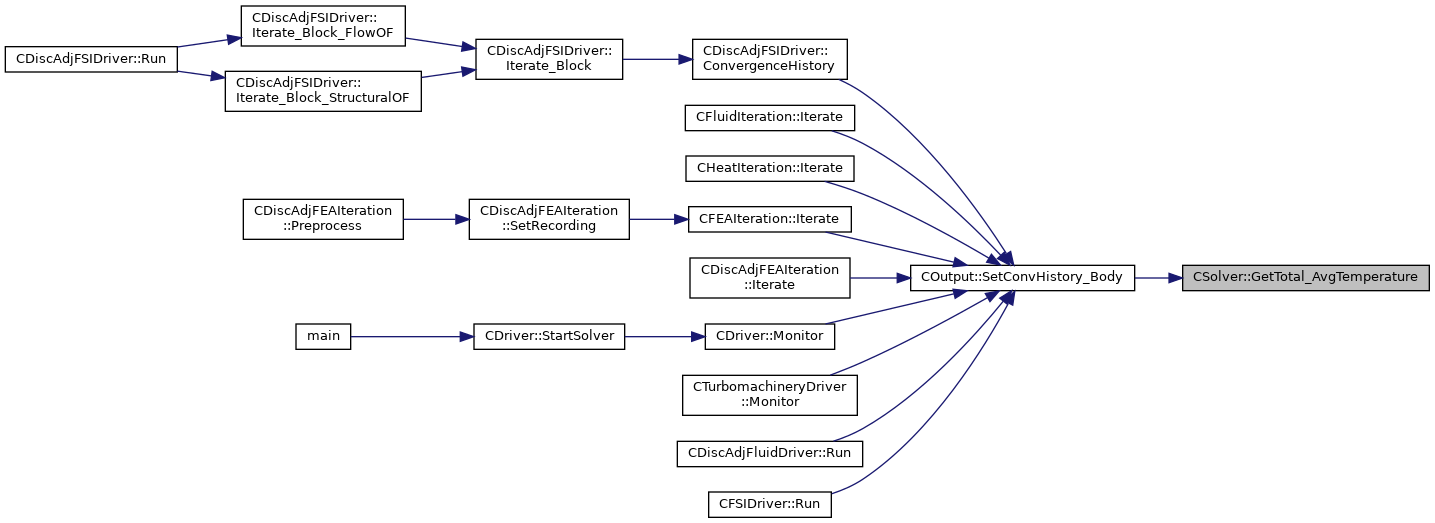 CDiscAdjFSIDriver::Run
CDiscAdjFSIDriver::
Iterate_Block_FlowOF
CDiscAdjFSIDriver::
Iterate_Block_StructuralOF
CDiscAdjFSIDriver::
Iterate_Block
CDiscAdjFSIDriver::
ConvergenceHistory
CFluidIteration::Iterate
CHeatIteration::Iterate
CDiscAdjFEAIteration
::Preprocess
CDiscAdjFEAIteration
::SetRecording
CFEAIteration::Iterate
CDiscAdjFEAIteration
::Iterate
COutput::SetConvHistory_Body
CSolver::GetTotal_AvgTemperature
main
CDriver::StartSolver
CDriver::Monitor
CTurbomachineryDriver
::Monitor
CDiscAdjFluidDriver::Run
CFSIDriver::Run